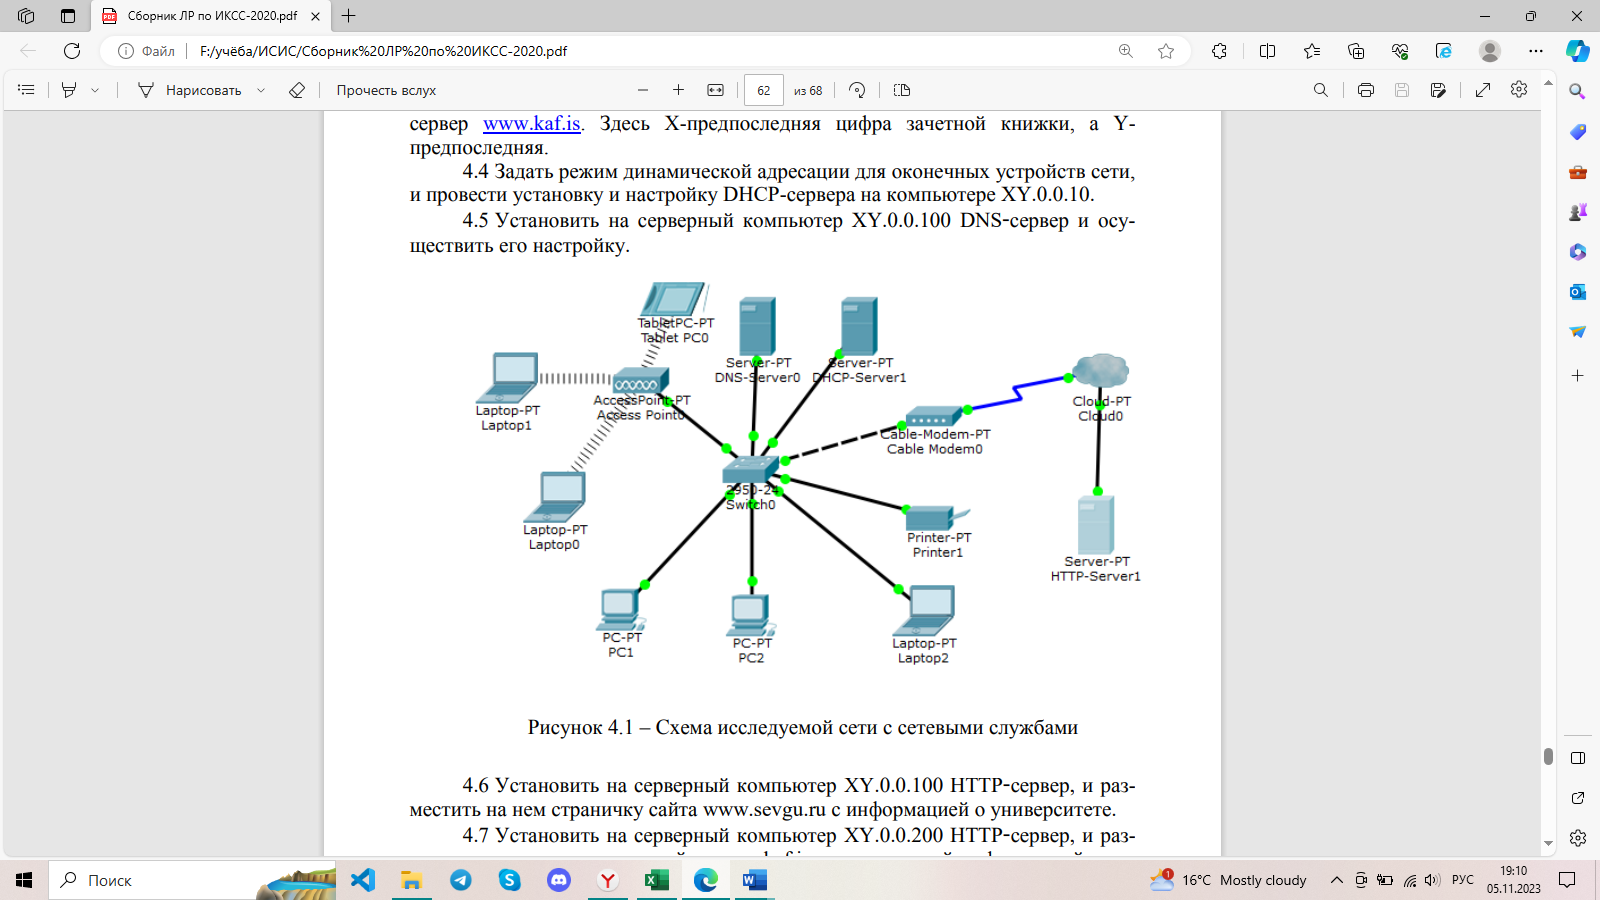 Сборник ЛР по ИКСС-2020.pdf
Файл
F:/учёба/ИСИС/Сборник%20ЛР%20по%20ИКСС-2020.pdf
Нарисовать
Прочесть вслух
62
из 68
сервер www.kaf.is. Здесь X-предпоследняя цифра зачетной книжки, а Y-
предпоследняя.
4.4 Задать режим динамической адресации для оконечных устройств сети,
и провести установку и настройку DHCP-сервера на компьютере XY.0.0.10.
4.5 Установить на серверный компьютер XY.0.0.100 DNS-сервер и осу-
ществить его настройку.
TabletPC-PT
Tablet PC0
Server-PT
DNS-Server0
Server-PT
DHCP-Server1
Laptop-PT
Laptop1
AccessPoint-PT
Access Point0
Cloud-PT
Cloud0
Cable-Modem-PT
Cable Modem0
2950-24
Switch0
Laptop-PT
Laptop0
Printer-PT
Printer1
Server-PT
HTTP-Server1
PC-PT
PC1
PC-PT
PC2
Laptop-PT
Laptop2
Рисунок 4.1 – Схема исследуемой сети с сетевыми службами
4.6 Установить на серверный компьютер XY.0.0.100 HTTP-сервер, и раз-
местить на нем страничку сайта www.sevgu.ru с информацией о университете.
4.7 Установить на серверный компьютер XY.0.0.200 HTTP-сервер, и раз-
Поиск
1
16°C Mostly cloudy
РУС
19:10
05.11.2023